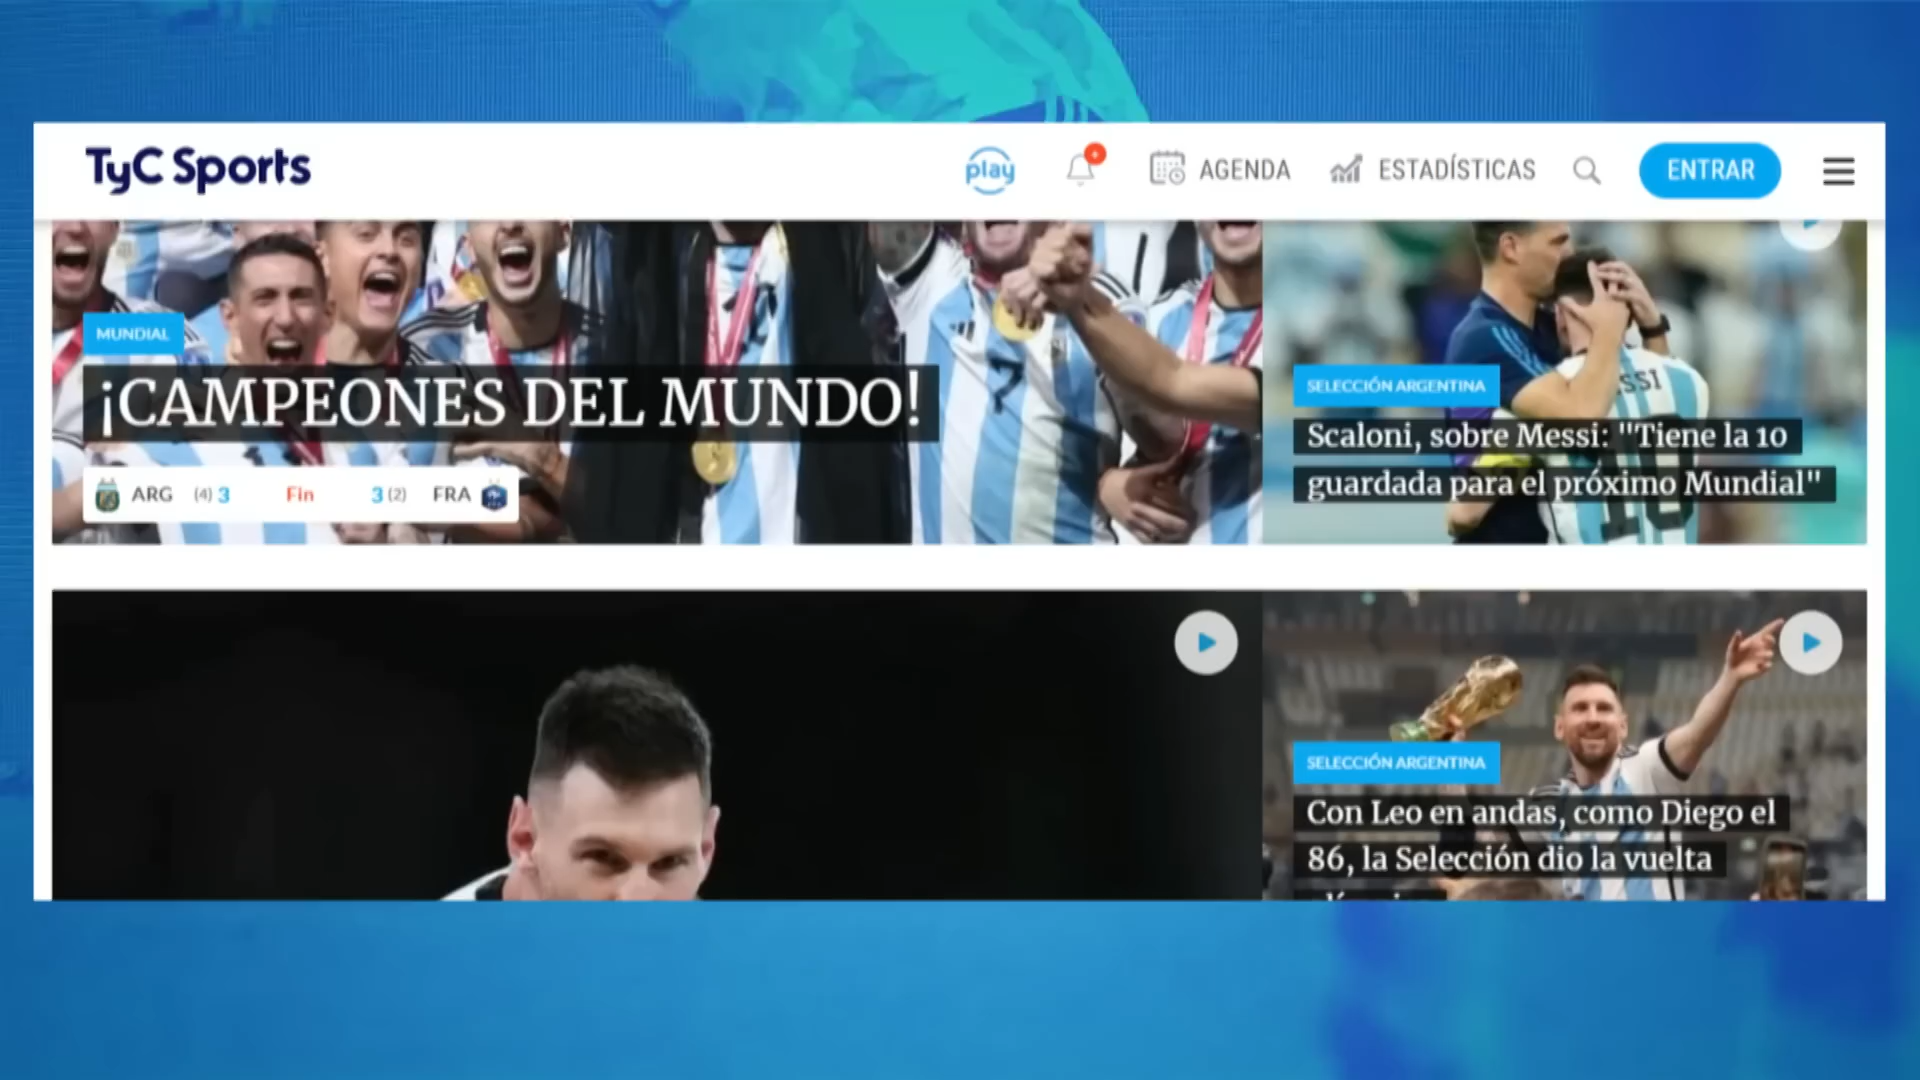 TyC Sports
play
AGENDA
ESTADÍSTICAS
ENTRAR
MUNDIAL
¡CAMPEONES DEL MUNDO!
ARG (4) 3 Fin 3 (2) FRA
7
SELECCIÓN ARGENTINA
Scaloni, sobre Messi: "Tiene la 10
guardada para el próximo Mundial"
10
SELECCIÓN ARGENTINA
Con Leo en andas, como Diego el
86, la Selección dio la vuelta